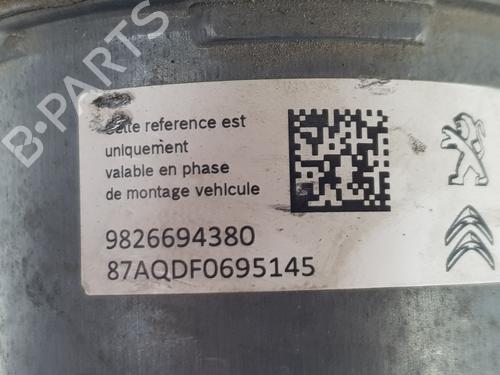 B-PARTS
Cette reference est
uniquement
valable en phase
de montage vehicule
9826694380
87AQDF0695145